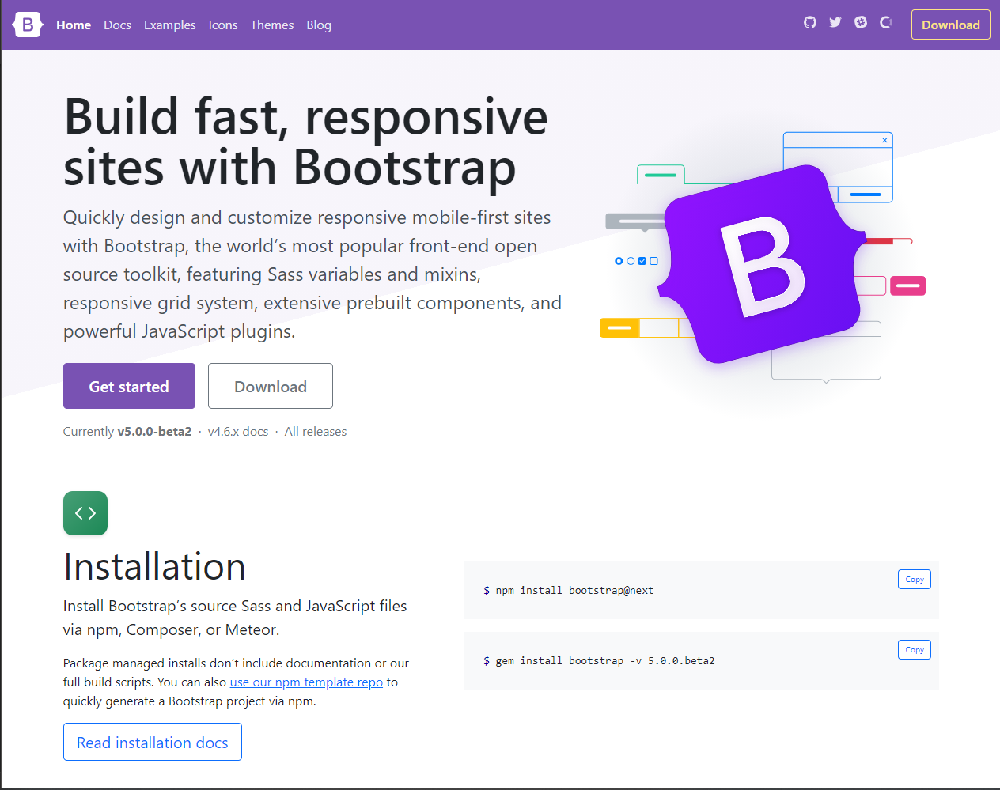 B Home Docs Examples Icons Themes Blog Download
Build fast, responsive
sites with Bootstrap
Quickly design and customize responsive mobile-first sites
with Bootstrap, the world’s most popular front-end open
source toolkit, featuring Sass variables and mixins,
responsive grid system, extensive prebuilt components, and
powerful JavaScript plugins.
Get started Download
Currently v5.0.0-beta2 · v4.6.x docs · All releases
B
Installation
Install Bootstrap’s source Sass and JavaScript files
via npm, Composer, or Meteor.
Package managed installs don’t include documentation or our
full build scripts. You can also use our npm template repo to
quickly generate a Bootstrap project via npm.
Read installation docs
Copy
$ npm install bootstrap@next
Copy
$ gem install bootstrap -v 5.0.0.beta2